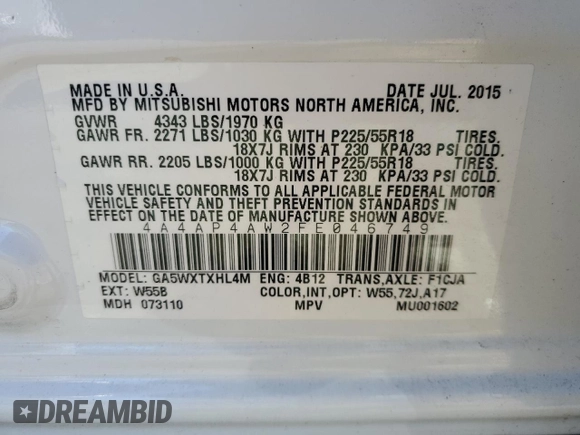 MADE IN U.S.A. DATE JUL. 2015
MFD BY MITSUBISHI MOTORS NORTH AMERICA, INC.
GVWR 4343 LBS/1970 KG
GAWR FR. 2271 LBS/1030 KG WITH P225/55R18 TIRES.
18X7J RIMS AT 230 KPA/33 PSI COLD.
GAWR RR. 2205 LBS/1000 KG WITH P225/55R18 TIRES.
18X7J RIMS AT 230 KPA/33 PSI COLD.
THIS VEHICLE CONFORMS TO ALL APPLICABLE FEDERAL MOTOR
VEHICLE SAFETY AND THEFT PREVENTION STANDARDS
IN EFFECT ON THE DATE OF MANUFACTURE SHOWN ABOVE.
4A4AP4AW2FE046749
MODEL: GA5WXTXHL4M ENG: 4B12 TRANS,AXLE: F1CJA
EXT: W55B COLOR,INT,OPT: W55,72J,A17
MDH 073110 MPV MU001602
DREAMBID